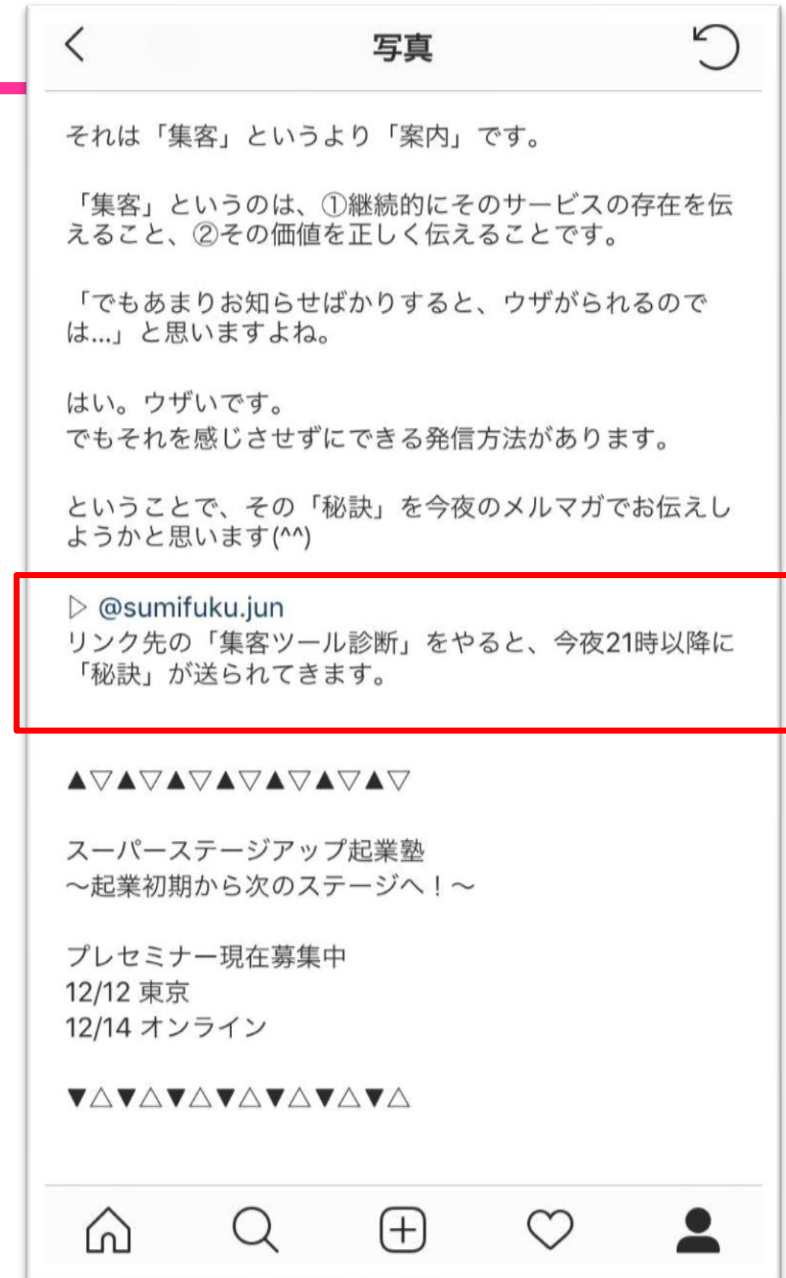 写真
それは「集客」というより「案内」です。
「集客」というのは、①継続的にそのサービスの存在を伝
えること、②その価値を正しく伝えることです。
「でもあまりお知らせばかりすると、ウザがられるので
は...」と思いますよね。
はい。ウザいです。
でもそれを感じさせずにできる発信方法があります。
ということで、その「秘訣」を今夜のメルマガでお伝えし
ようかと思います(^^)
▷ @sumifuku.jun
リンク先の「集客ツール診断」をやると、今夜21時以降に
「秘訣」が送られてきます。
▲▽▲▽▲▽▲▽▲▽▲▽▲▽
スーパーステージアップ起業塾
〜起業初期から次のステージへ！〜
プレセミナー現在募集中
12/12 東京
12/14 オンライン
▼△▼△▼△▼△▼△▼△▼△